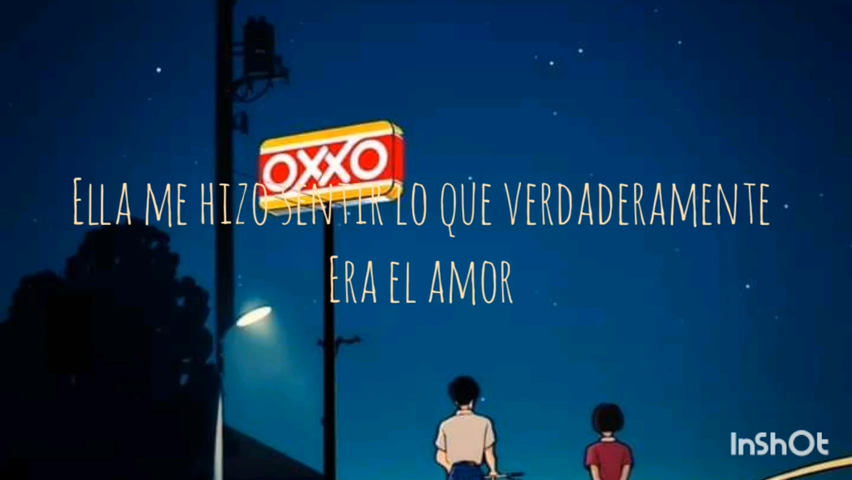 OXXO
ELLA ME HIZO SENTIR LO QUE VERDADERAMENTE
ERA EL AMOR
InShOt